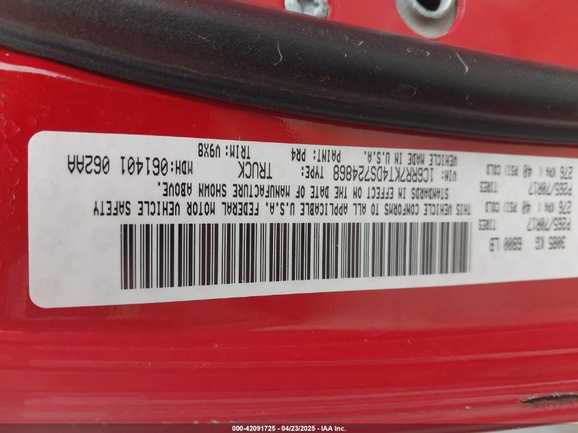 3085 KG 6800 LB
P265/70R17 TIRES
276 KPA ( 40 PSI) COLD
P265/70R17 TIRES
276 KPA ( 40 PSI) COLD
THIS VEHICLE CONFORMS TO ALL APPLICABLE U.S.A. FEDERAL MOTOR VEHICLE SAFETY
STANDARDS IN EFFECT ON THE DATE OF MANUFACTURE SHOWN ABOVE.
VIN: 1C6RR7KT4DS724868 TYPE: TRUCK MDH:061401 062AA
VEHICLE MADE IN U.S.A. PAINT: PR4 TRIM: V9X8
000-42091725 - 04/23/2025 - IAA Inc.